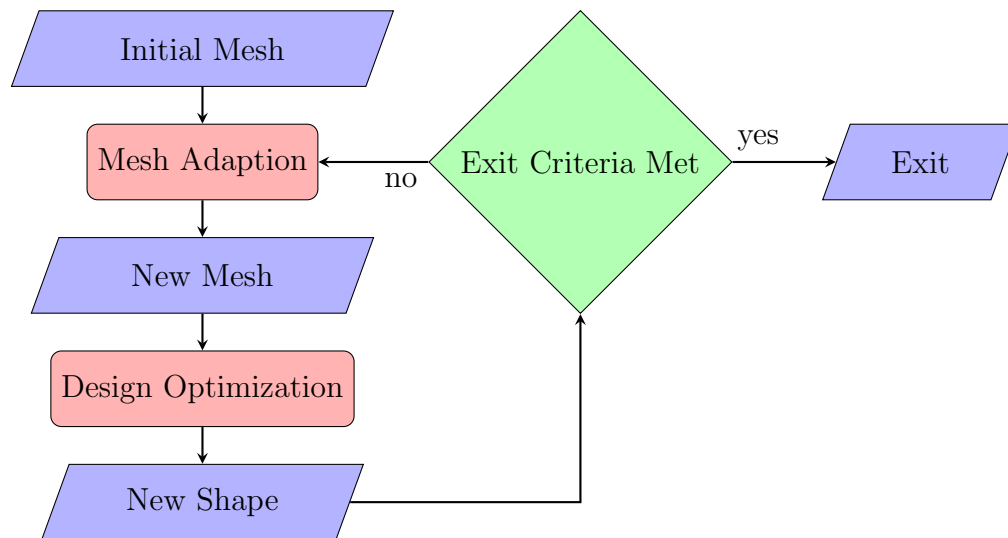 Initial Mesh
Mesh Adaption
New Mesh
Design Optimization
New Shape
Exit Criteria Met
no
yes
Exit